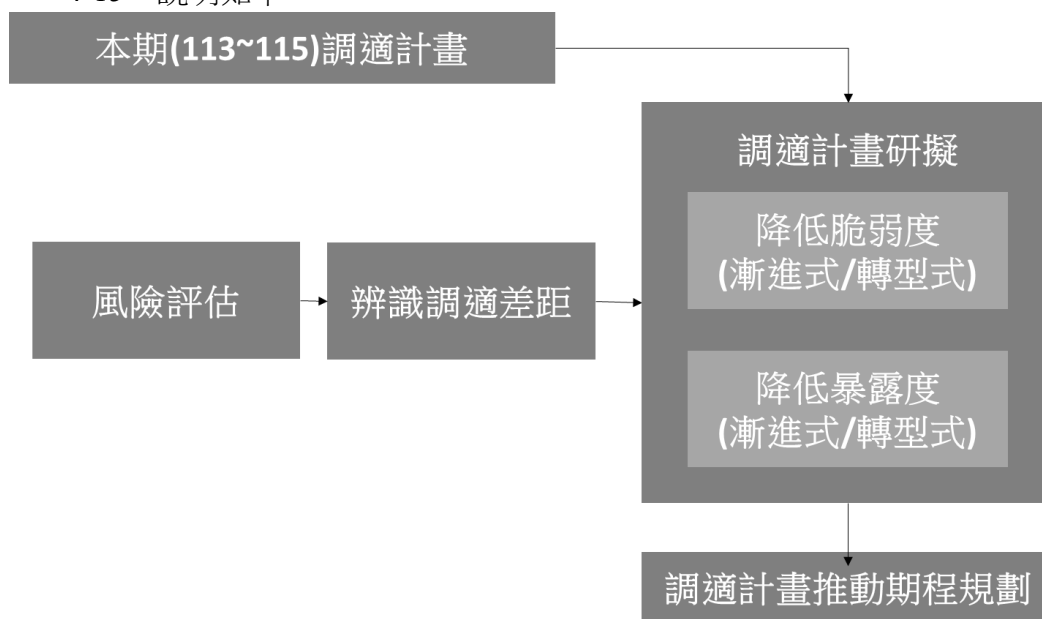 本期(113~115)調適計畫
調適計畫研擬
降低脆弱度
(漸進式/轉型式)
風險評估
辨識調適差距
降低暴露度
(漸進式/轉型式)
調適計畫推動期程規劃